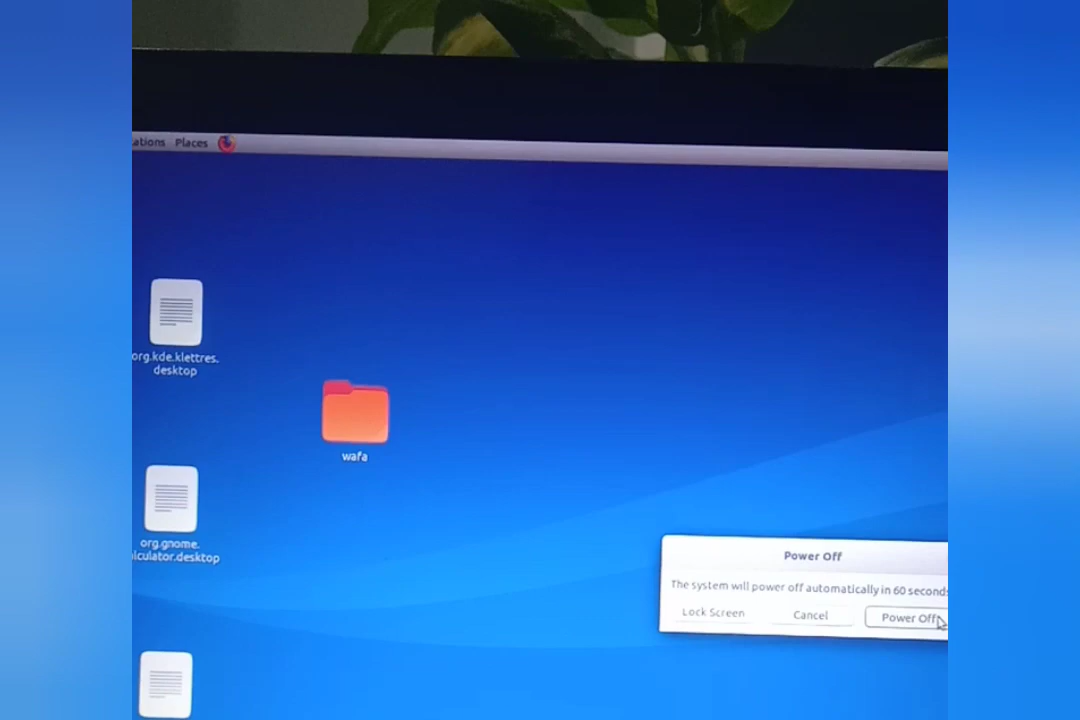 ations Places
org.kde.klettres.
desktop
wafa
org.gnome.
lculator.desktop
Power Off
The system will power off automatically in 60 seconds
Lock Screen Cancel Power Off